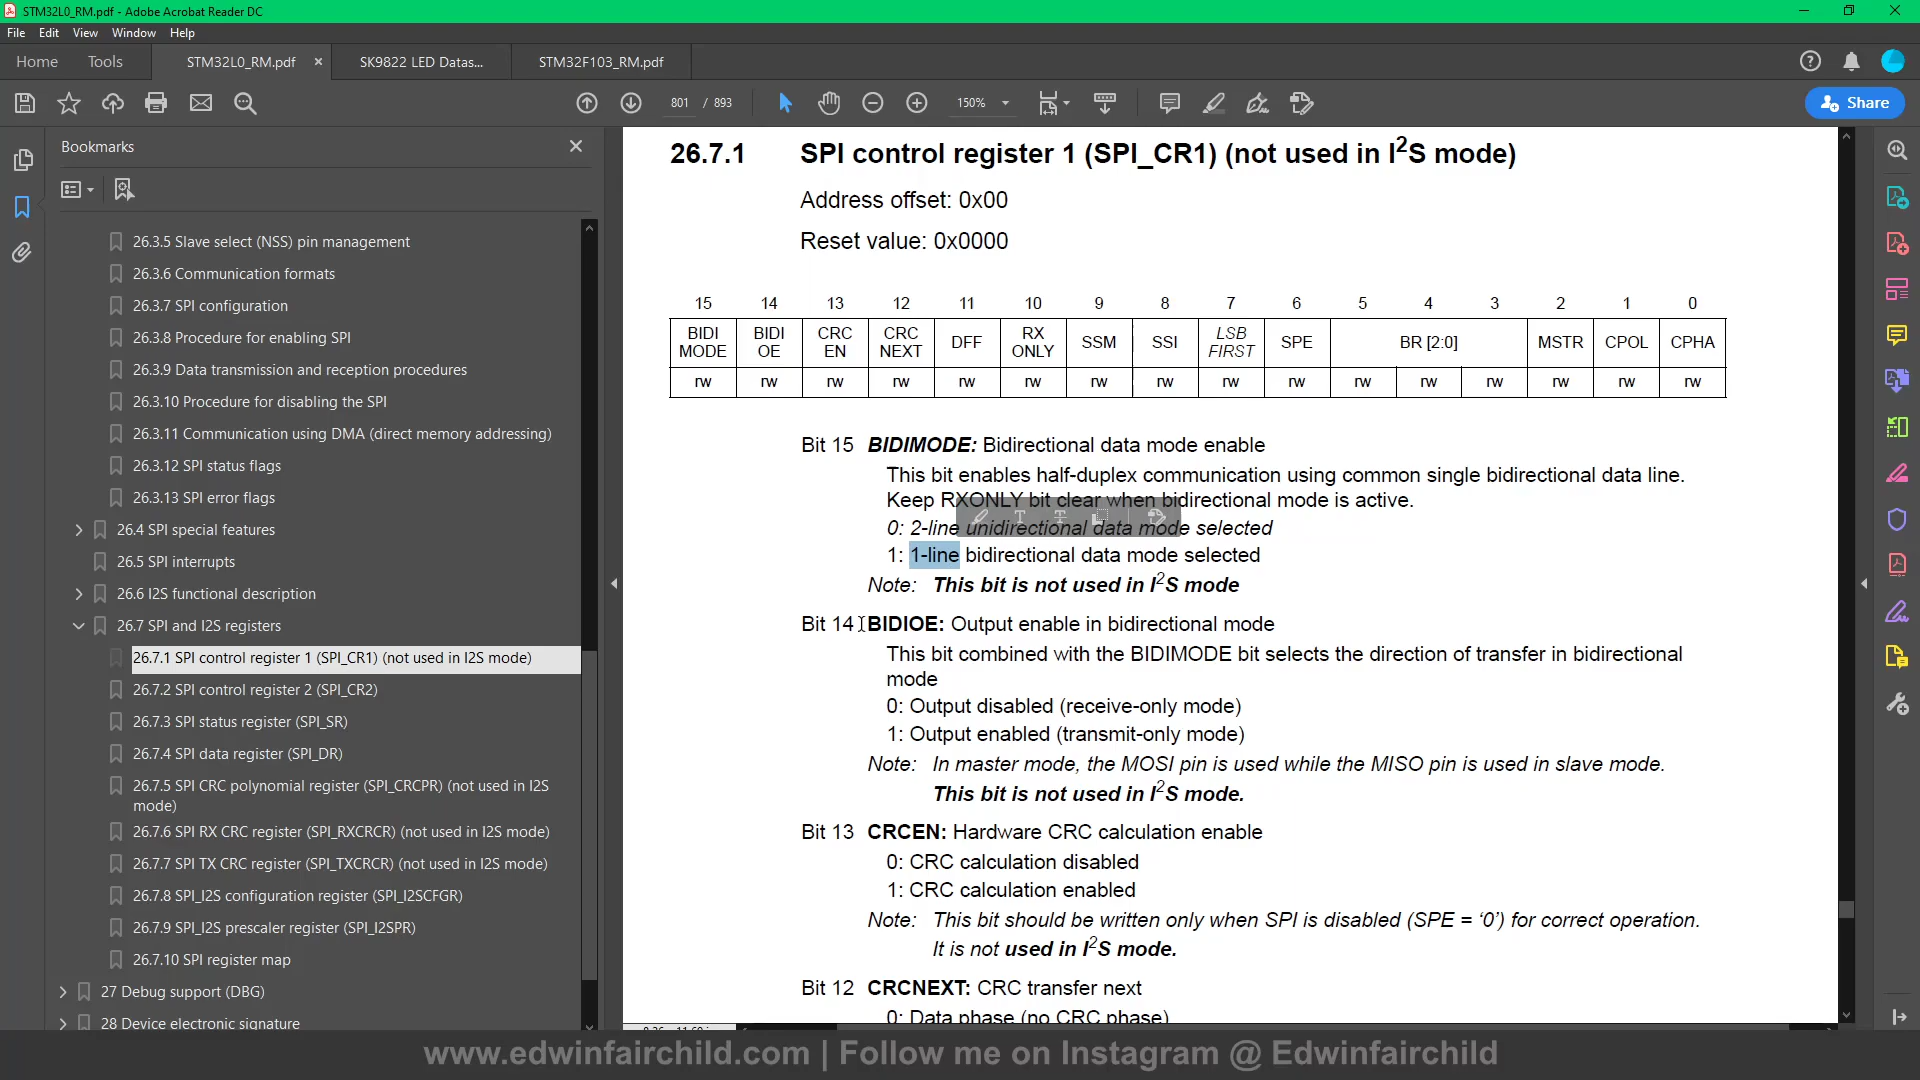 STM32L0_RM.pdf - Adobe Acrobat Reader DC
File Edit View Window Help
Home Tools STM32L0_RM.pdf × SK9822 LED Datas... STM32F103_RM.pdf
801 / 893 150% Share
Bookmarks
26.3.5 Slave select (NSS) pin management
26.3.6 Communication formats
26.3.7 SPI configuration
26.3.8 Procedure for enabling SPI
26.3.9 Data transmission and reception procedures
26.3.10 Procedure for disabling the SPI
26.3.11 Communication using DMA (direct memory addressing)
26.3.12 SPI status flags
26.3.13 SPI error flags
26.4 SPI special features
26.5 SPI interrupts
26.6 I2S functional description
26.7 SPI and I2S registers
26.7.1 SPI control register 1 (SPI_CR1) (not used in I2S mode)
26.7.2 SPI control register 2 (SPI_CR2)
26.7.3 SPI status register (SPI_SR)
26.7.4 SPI data register (SPI_DR)
26.7.5 SPI CRC polynomial register (SPI_CRCPR) (not used in I2S
mode)
26.7.6 SPI RX CRC register (SPI_RXCRCR) (not used in I2S mode)
26.7.7 SPI TX CRC register (SPI_TXCRCR) (not used in I2S mode)
26.7.8 SPI_I2S configuration register (SPI_I2SCFGR)
26.7.9 SPI_I2S prescaler register (SPI_I2SPR)
26.7.10 SPI register map
27 Debug support (DBG)
28 Device electronic signature
26.7.1 SPI control register 1 (SPI_CR1) (not used in I2S mode)
Address offset: 0x00
Reset value: 0x0000
15 14 13 12 11 10 9 8 7 6 5 4 3 2 1 0
BIDI BIDI CRC CRC DFF RX SSM SSI LSB SPE BR [2:0] MSTR CPOL CPHA
MODE OE EN NEXT ONLY FIRST
rw rw rw rw rw rw rw rw rw rw rw rw rw rw rw rw
Bit 15 BIDIMODE: Bidirectional data mode enable
This bit enables half-duplex communication using common single bidirectional data line.
Keep RXONLY bit clear when bidirectional mode is active.
0: 2-line unidirectional data mode selected
1: 1-line bidirectional data mode selected
Note: This bit is not used in I2S mode
Bit 14 BIDIOE: Output enable in bidirectional mode
This bit combined with the BIDIMODE bit selects the direction of transfer in bidirectional
mode
0: Output disabled (receive-only mode)
1: Output enabled (transmit-only mode)
Note: In master mode, the MOSI pin is used while the MISO pin is used in slave mode.
This bit is not used in I2S mode.
Bit 13 CRCEN: Hardware CRC calculation enable
0: CRC calculation disabled
1: CRC calculation enabled
Note: This bit should be written only when SPI is disabled (SPE = ‘0’) for correct operation.
It is not used in I2S mode.
Bit 12 CRCNEXT: CRC transfer next
0: Data phase (no CRC phase)
www.edwinfairchild.com | Follow me on Instagram @ Edwinfairchild